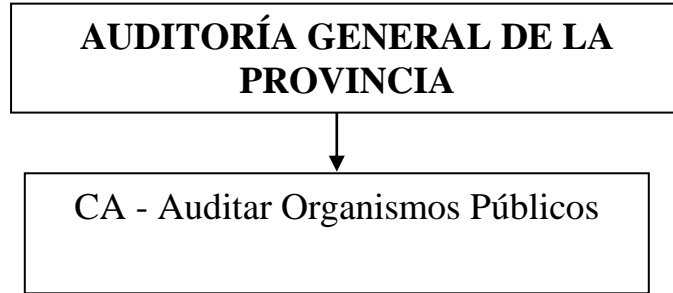 AUDITORÍA GENERAL DE LA
PROVINCIA
CA - Auditar Organismos Públicos